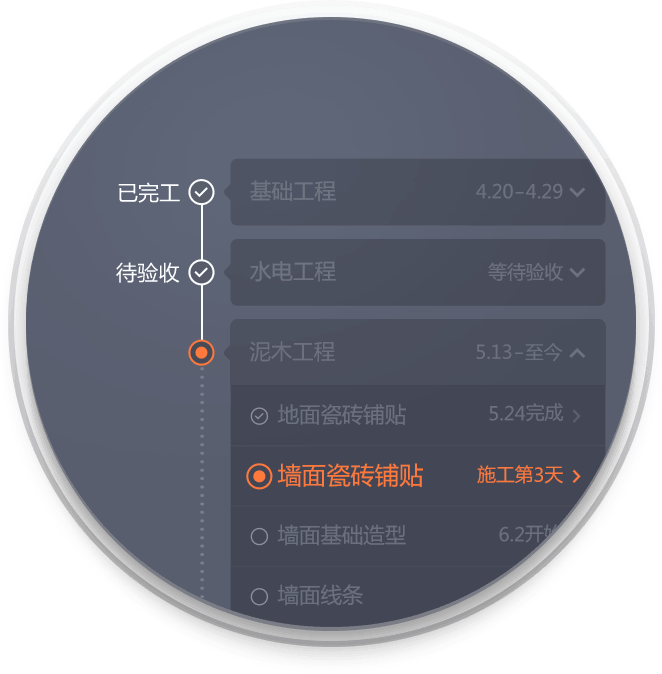 已完工 基础工程 4.20-4.29
待验收 水电工程 等待验收
泥木工程 5.13-至今
地面瓷砖铺贴 5.24完成
墙面瓷砖铺贴 施工第3天
墙面基础造型 6.2开始
墙面线条